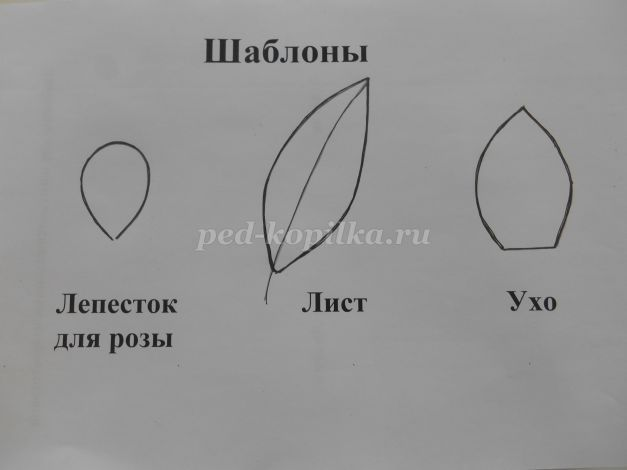 Шаблоны
ped-kopilka.ru
Лепесток
для розы
Лист
Ухо